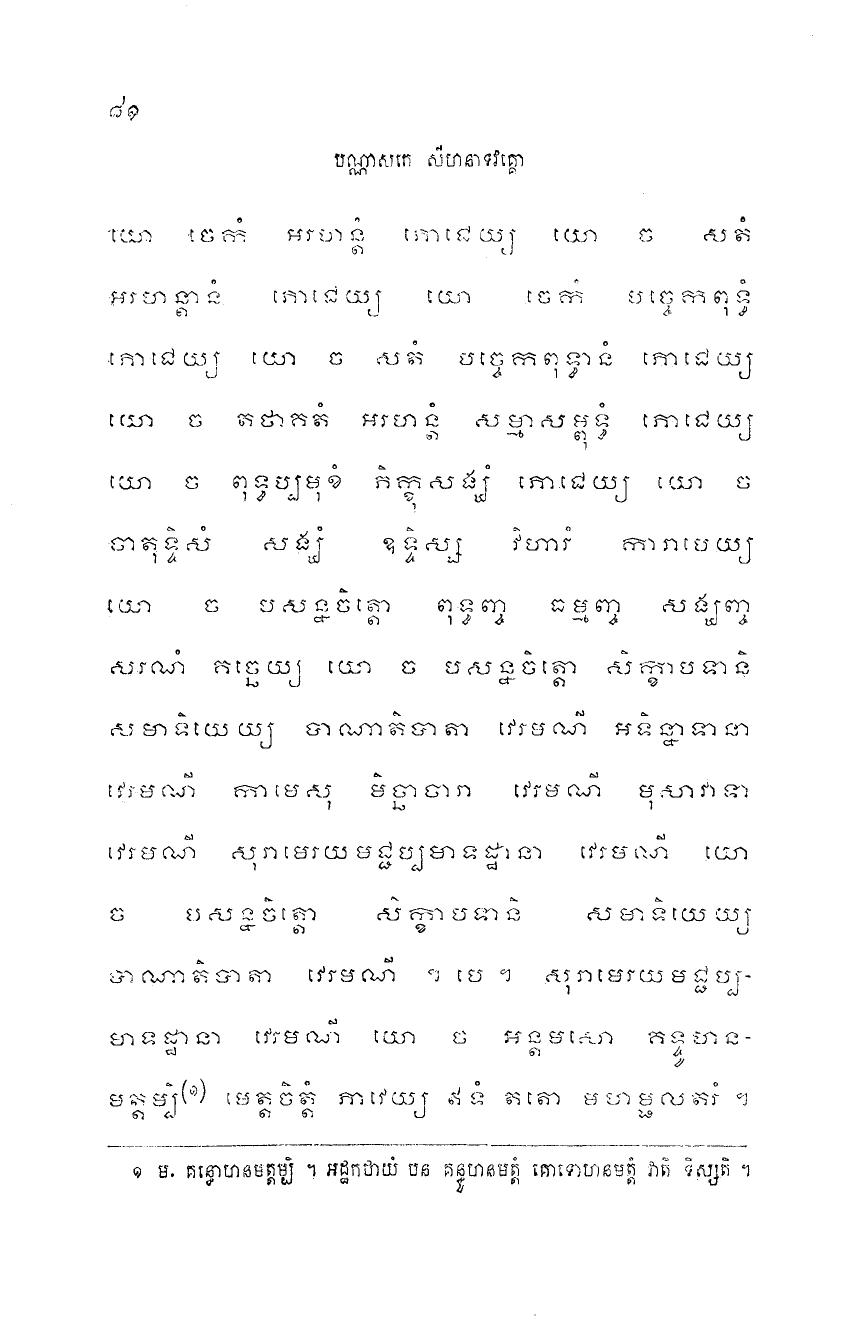 ៨១
បណ្ណាសកេ សីហនាទវគ្គោ
យោ ចេកំ អរហន្តំ ភោជេយ្យ យោ ច សតំ
អរហន្តានំ ភោជេយ្យ យោ ចេកំ បច្ចេកពុទ្ធំ
ភោជេយ្យ យោ ច សតំ បច្ចេកពុទ្ធានំ ភោជេយ្យ
យោ ច តថាគតំ អរហន្តំ សម្មាសម្ពុទ្ធំ ភោជេយ្យ
យោ ច ពុទ្ធប្បមុខំ ភិក្ខុសង្ឃំ ភោជេយ្យ យោ ច
ចាតុទ្ទិសំ សង្ឃំ ឧទ្ទិស្ស វិហារំ ការាបេយ្យ
យោ ច បសន្នចិត្តោ ពុទ្ធញ្ច ធម្មញ្ច សង្ឃញ្ច
សរណំ គច្ឆេយ្យ យោ ច បសន្នចិត្តោ សិក្ខាបទានិ
សមាទិយេយ្យ បាណាតិបាតា វេរមណី អទិន្នាទានា
វេរមណី កាមេសុ មិច្ឆាចារា វេរមណី មុសាវាទា
វេរមណី សុរាមេរយមជ្ជប្បមាទដ្ឋានា វេរមណី យោ
ច បសន្នចិត្តោ សិក្ខាបទានិ សមាទិយេយ្យ
បាណាតិបាតា វេរមណី ។ បេ ។ សុរាមេរយមជ្ជប្ប-
មាទដ្ឋានា វេរមណី យោ ច អន្តមសោ គន្ធូហន-
មត្តម្បិ(១) មេត្តចិត្តំ ភាវេយ្យ ឥទំ តតោ មហប្ផលតរំ ។
១ ម. គន្ធោហនមត្តម្បិ ។ អដ្ឋកថាយំ បន គន្ធូហនមត្តំ គោទោហនមត្តំ វាតិ ទិស្សតិ ។